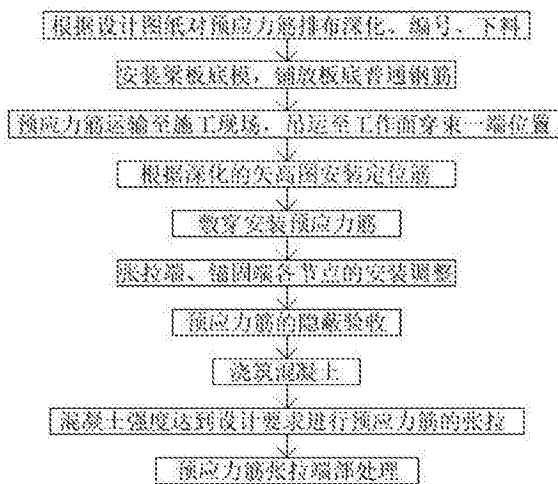 根据设计图纸对预应力筋排布深化、编号、下料
安装梁板底模，铺放板底普通钢筋
预应力筋运输至施工现场，吊运至工作面穿束一端位置
根据深化的矢高图安装定位筋
散穿安装预应力筋
张拉端、锚固端各节点的安装调整
预应力筋的隐蔽验收
浇筑混凝土
混凝土强度达到设计要求进行预应力筋的张拉
预应力筋张拉端部处理